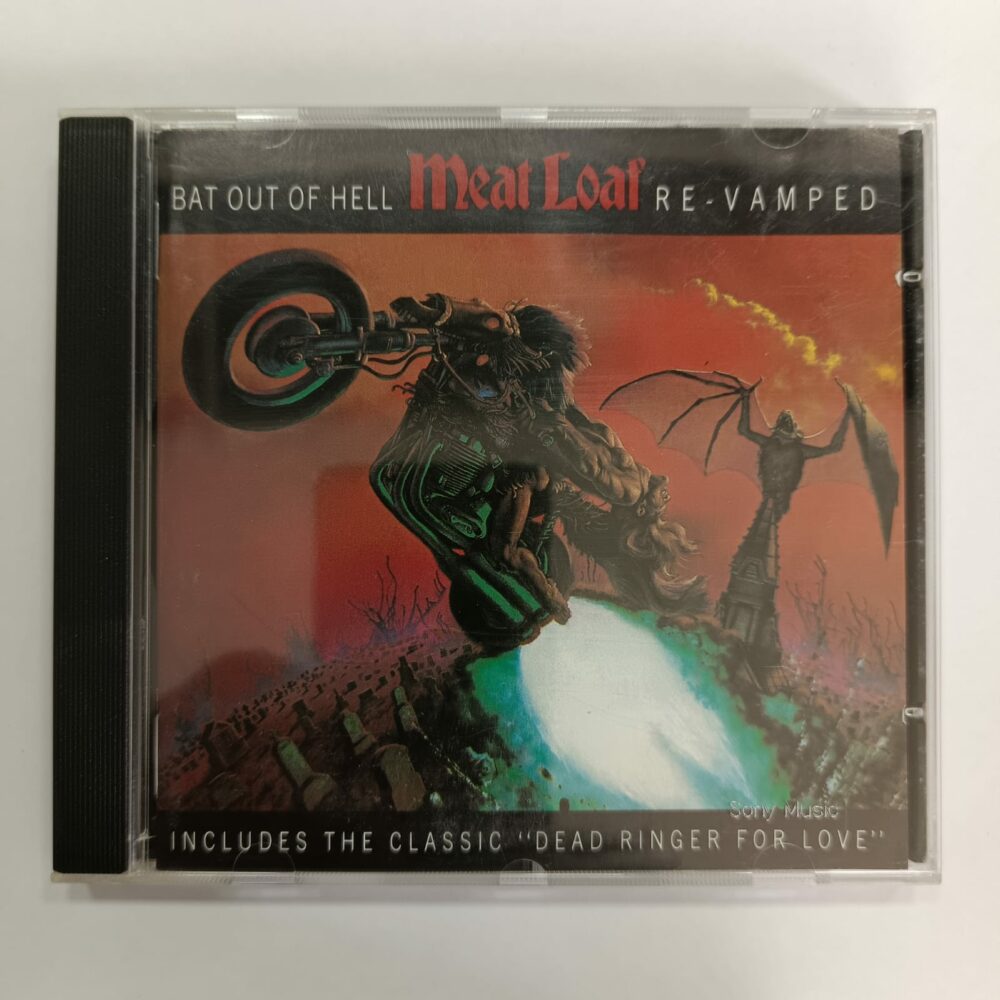 BAT OUT OF HELL Meat Loaf RE-VAMPED
Sony Music
INCLUDES THE CLASSIC "DEAD RINGER FOR LOVE"